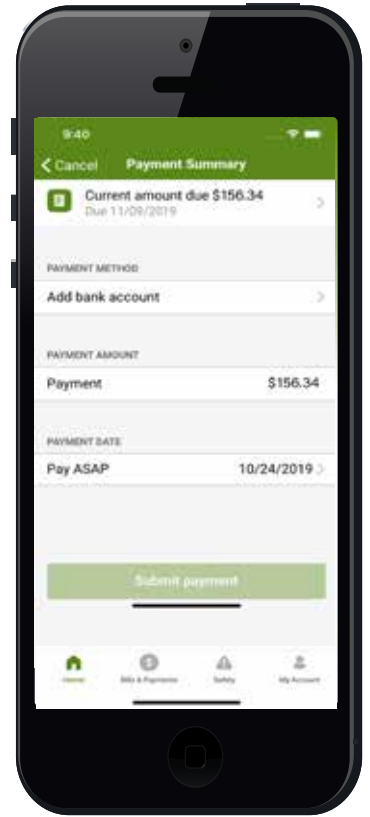 9:40
Cancel Payment Summary
Current amount due $156.34
Due 11/09/2019
PAYMENT METHOD
Add bank account
PAYMENT AMOUNT
Payment $156.34
PAYMENT DATE
Pay ASAP 10/24/2019
Submit payment
Home Bills & Payments Safety My Account